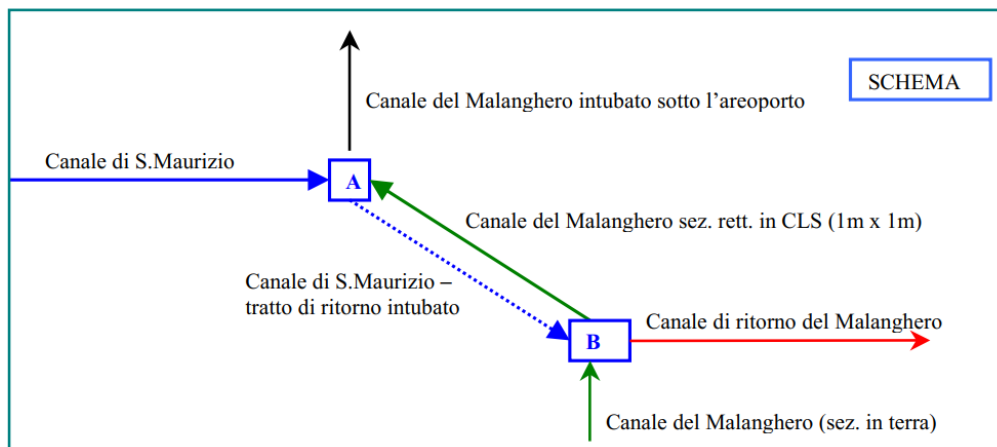 SCHEMA
Canale del Malanghero intubato sotto l'areoporto
Canale di S.Maurizio
A
Canale del Malanghero sez. rett. in CLS (1m x 1m)
Canale di S.Maurizio –
tratto di ritorno intubato
Canale di ritorno del Malanghero
B
Canale del Malanghero (sez. in terra)